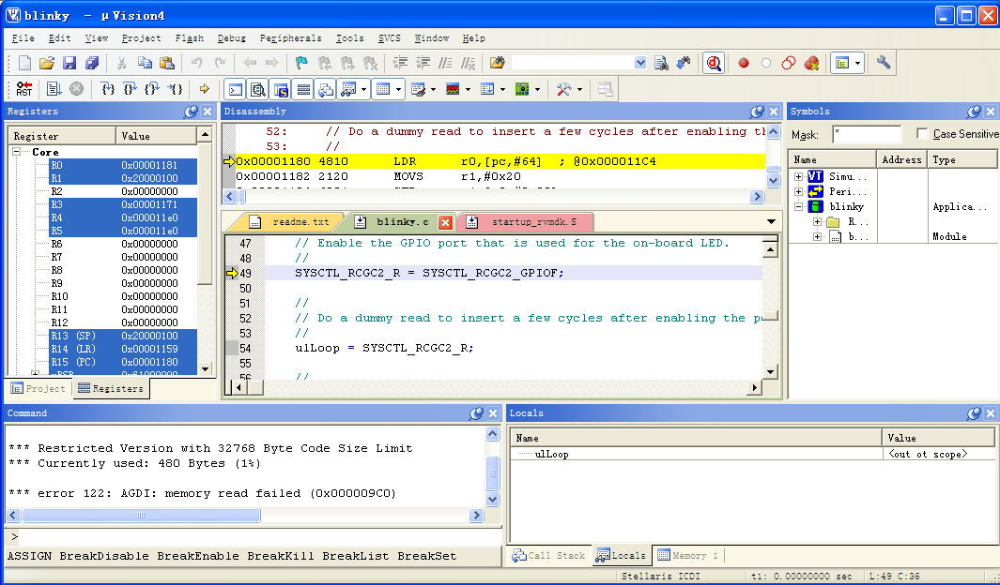 blinky - µVision4
File Edit View Project Flash Debug Peripherals Tools SVCS Window Help
RST
Registers
Register Value
Core
R0 0x00001181
R1 0x20000100
R2 0x00000000
R3 0x00001171
R4 0x000011e0
R5 0x000011e0
R6 0x00000000
R7 0x00000000
R8 0x00000000
R9 0x00000000
R10 0x00000000
R11 0x00000000
R12 0x00000000
R13 (SP) 0x20000100
R14 (LR) 0x00001159
R15 (PC) 0x00001180
Project Registers
Disassembly
52: // Do a dummy read to insert a few cycles after enabling th
53: //
0x00001180 4810 LDR r0,[pc,#64] ; @0x000011C4
0x00001182 2120 MOVS r1,#0x20
readme.txt blinky.c startup_rvmdk.S
47 // Enable the GPIO port that is used for the on-board LED.
48 //
49 SYSCTL_RCGC2_R = SYSCTL_RCGC2_GPIOF;
50
51 //
52 // Do a dummy read to insert a few cycles after enabling the p
53 //
54 ulLoop = SYSCTL_RCGC2_R;
55
56 //
Symbols
Mask: * Case Sensitive
Name Address Type
VT Simu...
Peri...
blinky Applica...
R...
b... Module
Command
*** Restricted Version with 32768 Byte Code Size Limit
*** Currently used: 480 Bytes (1%)
*** error 122: AGDI: memory read failed (0x000009C0)
>
ASSIGN BreakDisable BreakEnable BreakKill BreakList BreakSet
Locals
Name Value
ulLoop <out of scope>
Call Stack Locals Memory 1
Stellaris ICDI t1: 0.00000000 sec L:49 C:36